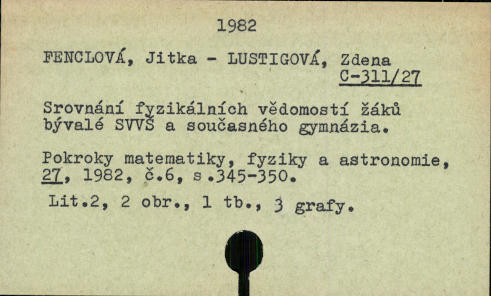 1982
FENCLOVÁ, Jitka - LUSTIGOVÁ, Zdena
C-311/27
Srovnání fyzikálních vědomostí žáků
bývalé SVVŠ a současného gymnázia.
Pokroky matematiky, fyziky a astronomie,
27, 1982, č.6, s.345-350.
Lit.2, 2 obr., 1 tb., 3 grafy.